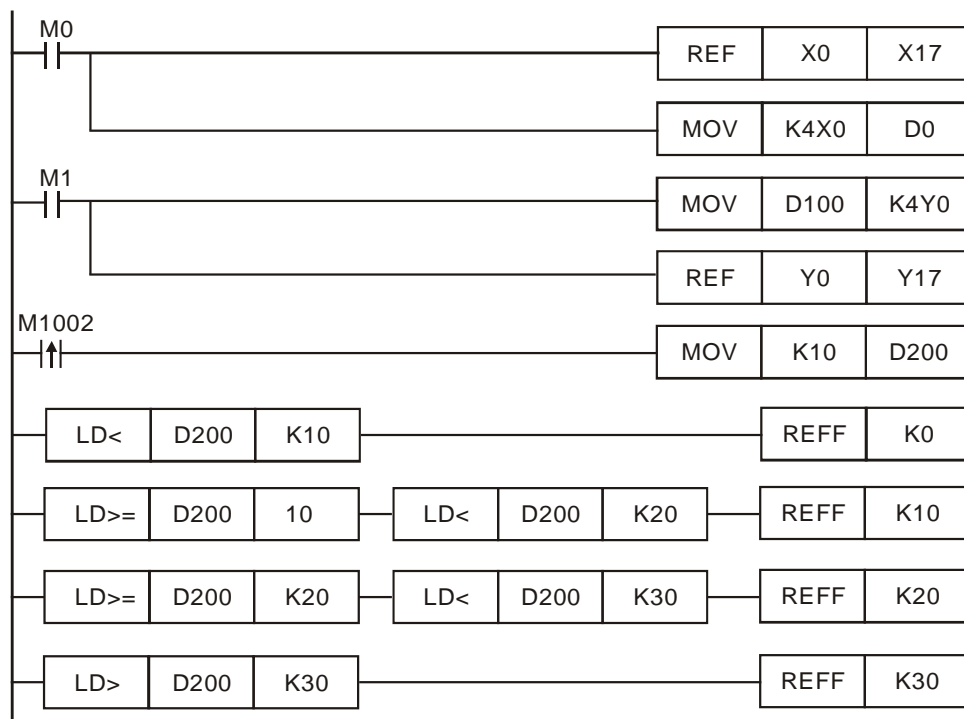 M0
REF X0 X17
MOV K4X0 D0
M1
MOV D100 K4Y0
REF Y0 Y17
M1002
MOV K10 D200
LD< D200 K10 REFF K0
LD>= D200 10 LD< D200 K20 REFF K10
LD>= D200 K20 LD< D200 K30 REFF K20
LD> D200 K30 REFF K30